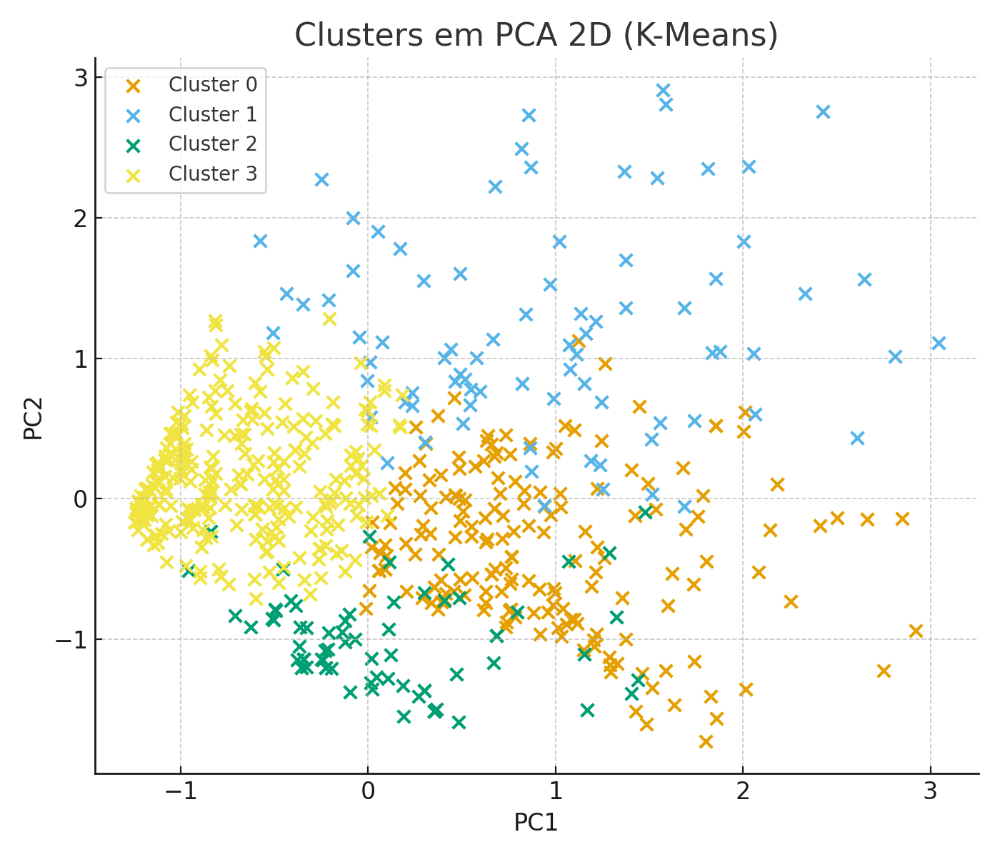 Clusters em PCA 2D (K-Means)
Cluster 0
Cluster 1
Cluster 2
Cluster 3
3
2
1
0
−1
PC2
−1
0
1
2
3
PC1